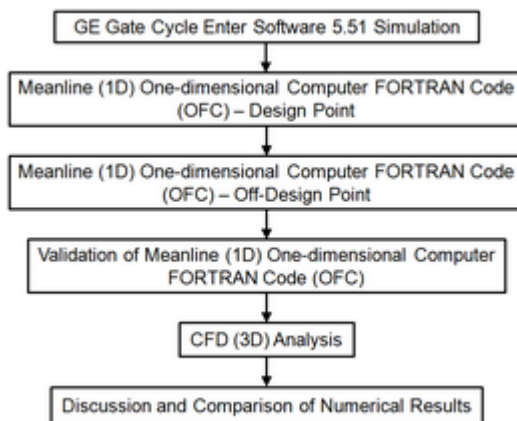 GE Gate Cycle Enter Software 5.51 Simulation
Meanline (1D) One-dimensional Computer FORTRAN Code
(OFC) – Design Point
Meanline (1D) One-dimensional Computer FORTRAN Code
(OFC) – Off-Design Point
Validation of Meanline (1D) One-dimensional Computer
FORTRAN Code (OFC)
CFD (3D) Analysis
Discussion and Comparison of Numerical Results